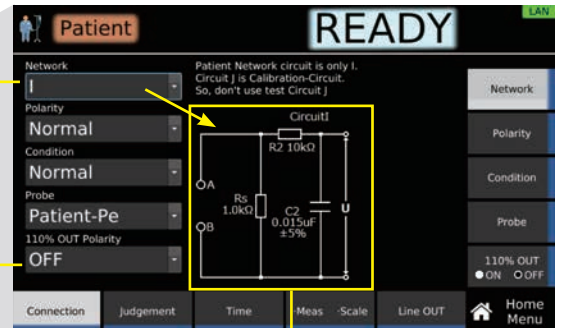 LAN
Patient
READY
Network
I
Polarity
Normal
Condition
Normal
Probe
Patient-Pe
110% OUT Polarity
OFF
Patient Network circuit is only I.
Circuit J is Calibration-Circuit.
So, don't use test Circuit J
CircuitI
R2 10kΩ
A
Rs
1.0kΩ
B
C2
0.015uF
±5%
U
Network
Polarity
Condition
Probe
110% OUT
ON OOFF
Connection
Judgement
Time
-Meas -Scale
Line OUT
Home
Menu